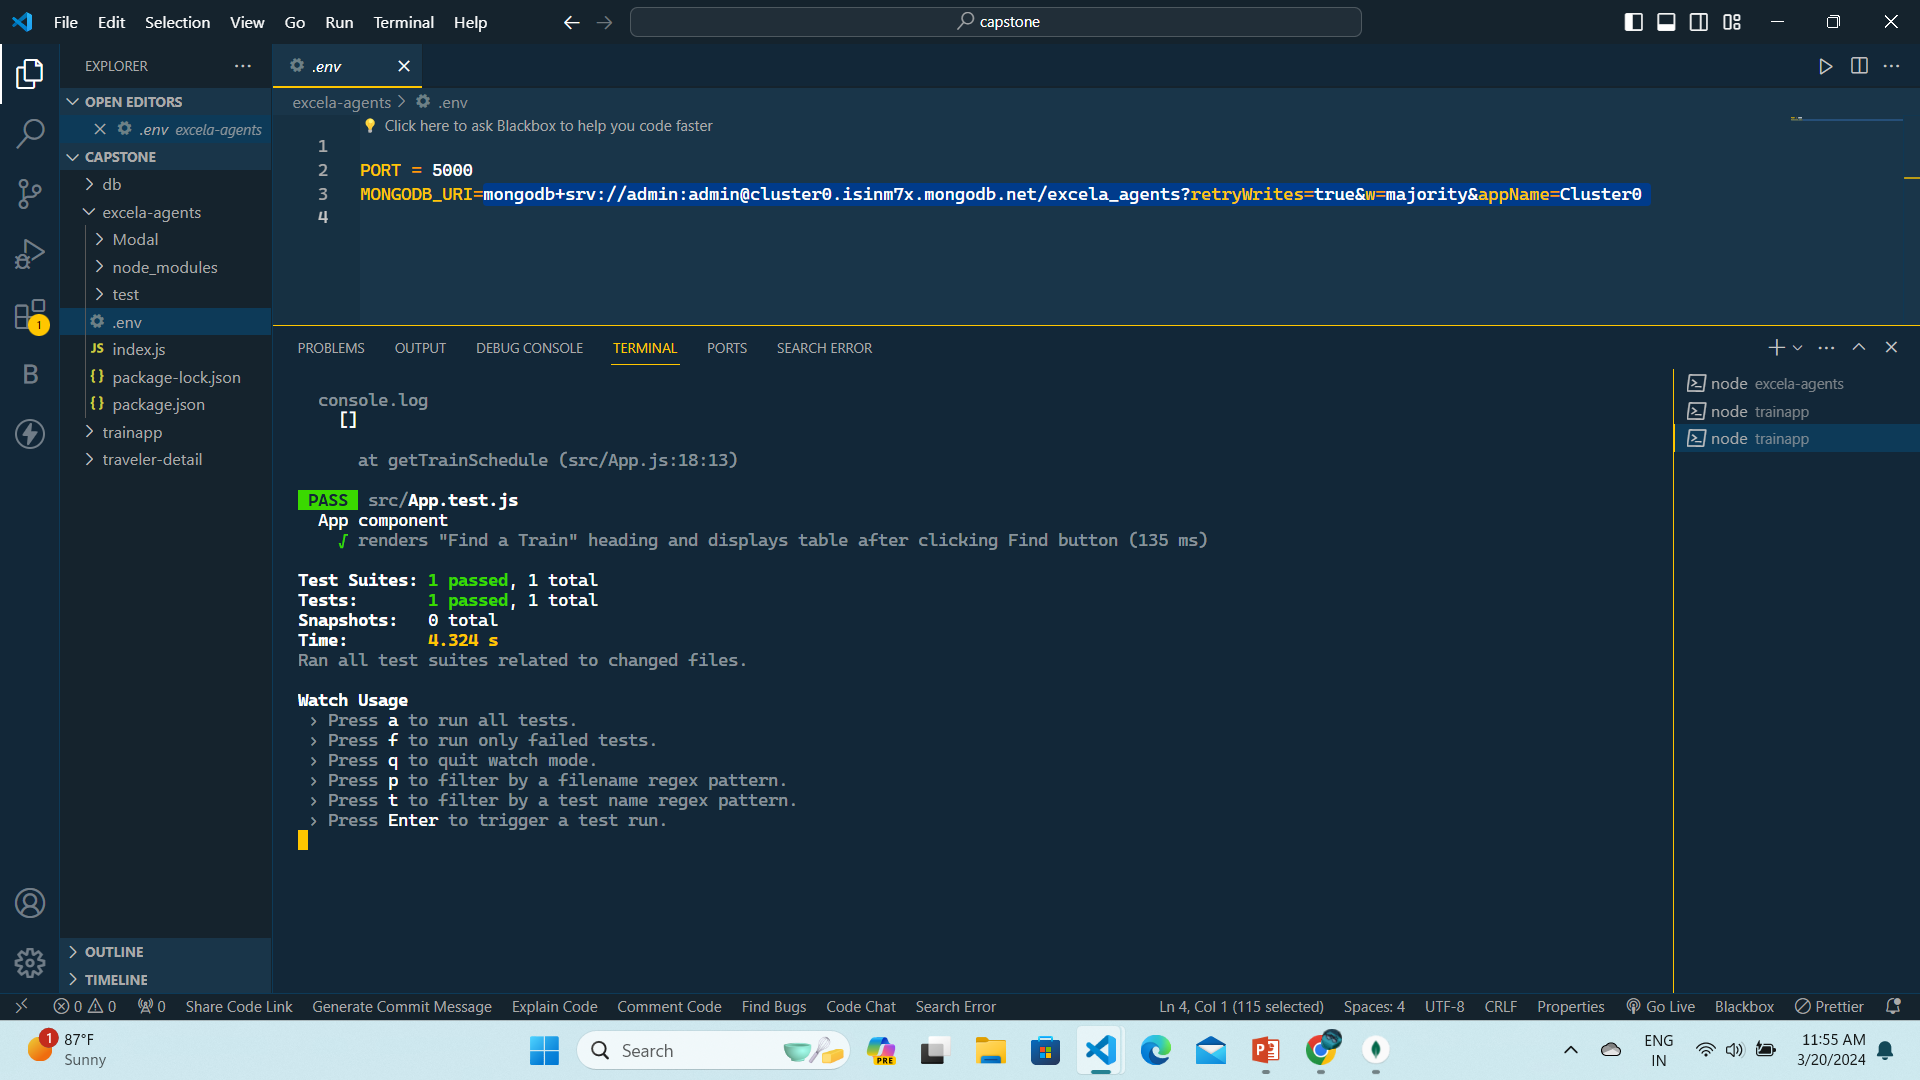 File Edit Selection View Go Run Terminal Help
capstone
EXPLORER
OPEN EDITORS
.env excela-agents
CAPSTONE
db
excela-agents
Modal
node_modules
test
.env
JS index.js
{} package-lock.json
{} package.json
trainapp
traveler-detail
OUTLINE
TIMELINE
1
B
.env
excela-agents > .env
Click here to ask Blackbox to help you code faster
1
2 PORT = 5000
3 MONGODB_URI=mongodb+srv://admin:admin@cluster0.isinm7x.mongodb.net/excela_agents?retryWrites=true&w=majority&appName=Cluster0
4
PROBLEMS OUTPUT DEBUG CONSOLE TERMINAL PORTS SEARCH ERROR
console.log
[]
at getTrainSchedule (src/App.js:18:13)
PASS src/App.test.js
App component
√ renders "Find a Train" heading and displays table after clicking Find button (135 ms)
Test Suites: 1 passed, 1 total
Tests: 1 passed, 1 total
Snapshots: 0 total
Time: 4.324 s
Ran all test suites related to changed files.
Watch Usage
› Press a to run all tests.
› Press f to run only failed tests.
› Press q to quit watch mode.
› Press p to filter by a filename regex pattern.
› Press t to filter by a test name regex pattern.
› Press Enter to trigger a test run.
node excela-agents
node trainapp
node trainapp
0 0 0 Share Code Link Generate Commit Message Explain Code Comment Code Find Bugs Code Chat Search Error Ln 4, Col 1 (115 selected) Spaces: 4 UTF-8 CRLF Properties Go Live Blackbox Prettier
1
87°F
Sunny
Search
PRE
ENG
IN
11:55 AM
3/20/2024